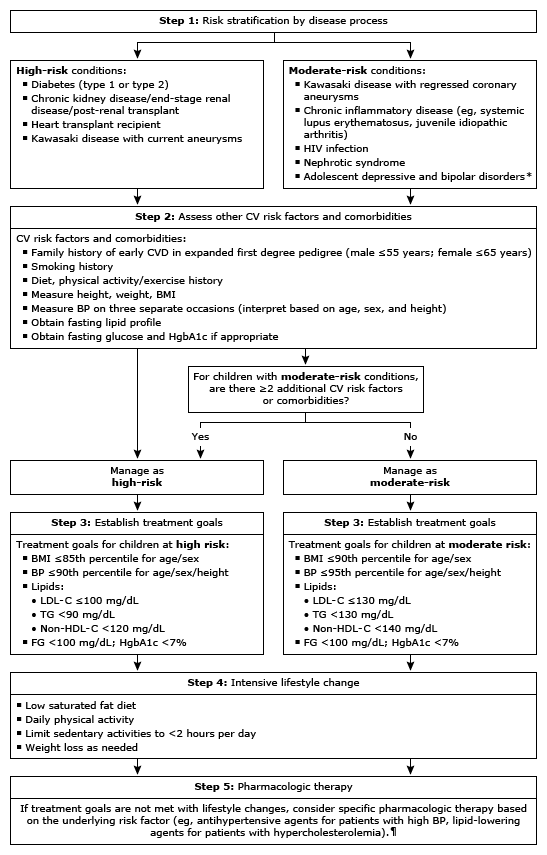 Step 1: Risk stratification by disease process
High-risk conditions:
▪ Diabetes (type 1 or type 2)
▪ Chronic kidney disease/end-stage renal
disease/post-renal transplant
▪ Heart transplant recipient
▪ Kawasaki disease with current aneurysms
Moderate-risk conditions:
▪ Kawasaki disease with regressed coronary
aneurysms
▪ Chronic inflammatory disease (eg, systemic
lupus erythematosus, juvenile idiopathic
arthritis)
▪ HIV infection
▪ Nephrotic syndrome
▪ Adolescent depressive and bipolar disorders*
Step 2: Assess other CV risk factors and comorbidities
CV risk factors and comorbidities:
▪ Family history of early CVD in expanded first degree pedigree (male ≤55 years; female ≤65 years)
▪ Smoking history
▪ Diet, physical activity/exercise history
▪ Measure height, weight, BMI
▪ Measure BP on three separate occasions (interpret based on age, sex, and height)
▪ Obtain fasting lipid profile
▪ Obtain fasting glucose and HgbA1c if appropriate
For children with moderate-risk conditions,
are there ≥2 additional CV risk factors
or comorbidities?
Yes
No
Manage as
high-risk
Manage as
moderate-risk
Step 3: Establish treatment goals
Treatment goals for children at high risk:
▪ BMI ≤85th percentile for age/sex
▪ BP ≤90th percentile for age/sex/height
▪ Lipids:
• LDL-C ≤100 mg/dL
• TG <90 mg/dL
• Non-HDL-C <120 mg/dL
▪ FG <100 mg/dL; HgbA1c <7%
Step 3: Establish treatment goals
Treatment goals for children at moderate risk:
▪ BMI ≤90th percentile for age/sex
▪ BP ≤95th percentile for age/sex/height
▪ Lipids:
• LDL-C ≤130 mg/dL
• TG <130 mg/dL
• Non-HDL-C <140 mg/dL
▪ FG <100 mg/dL; HgbA1c <7%
Step 4: Intensive lifestyle change
▪ Low saturated fat diet
▪ Daily physical activity
▪ Limit sedentary activities to <2 hours per day
▪ Weight loss as needed
Step 5: Pharmacologic therapy
If treatment goals are not met with lifestyle changes, consider specific pharmacologic therapy based
on the underlying risk factor (eg, antihypertensive agents for patients with high BP, lipid-lowering
agents for patients with hypercholesterolemia).¶